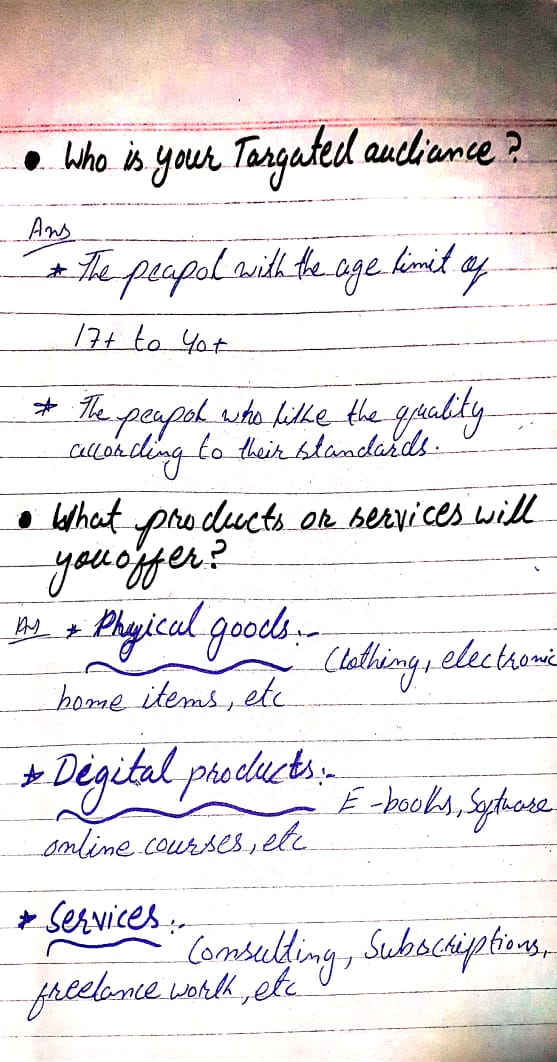 • Who is your Targated audiance?
Ans
* The peapol with the age limit of
17+ to 40+
* The peapol who like the quality
according to their standards.
• What products or services will
you offer?
Ans * Phyical goods:-
Clothing, electronic
home items, etc
* Degital products:-
E-books, Software
online courses, etc
* Services:-
Consulting, Subscriptions,
freelance work, etc